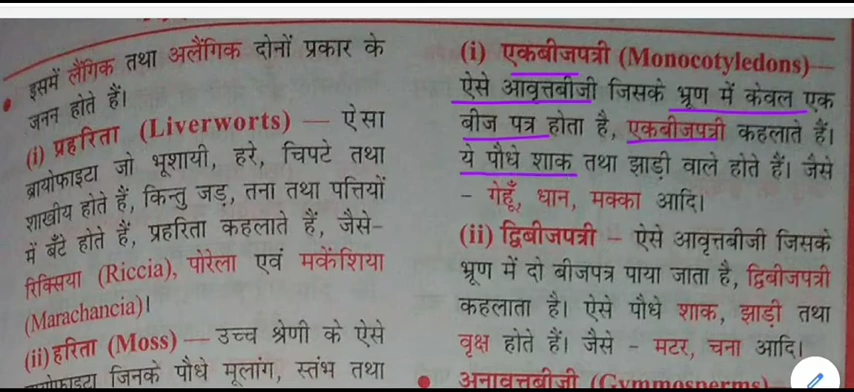 इसमें लैंगिक तथा अलैंगिक दोनों प्रकार के
जनन होते हैं।
(i) प्रहरिता (Liverworts) — ऐसा
ब्रायोफाइटा जो भूशायी, हरे, चिपटे तथा
शाखीय होते हैं, किन्तु जड़, तना तथा पत्तियों
में बँटे होते हैं, प्रहरिता कहलाते हैं, जैसे-
रिक्सिया (Riccia), पोरेला एवं मर्केंशिया
(Marachancia)।
(ii) हरिता (Moss) — उच्च श्रेणी के ऐसे
जिनके पौधे मूलांग, स्तंभ तथा
(i) एकबीजपत्री (Monocotyledons)
ऐसे आवृत्तबीजी जिसके भ्रूण में केवल एक
बीज पत्र होता है, एकबीजपत्री कहलाते हैं।
ये पौधे शाक तथा झाड़ी वाले होते हैं। जैसे
- गेहूँ, धान, मक्का आदि।
(ii) द्विबीजपत्री – ऐसे आवृत्तबीजी जिसके
भ्रूण में दो बीजपत्र पाया जाता है, द्विबीजपत्री
कहलाता है। ऐसे पौधे शाक, झाड़ी तथा
वृक्ष होते हैं। जैसे - मटर, चना आदि।
अनावृत्तबीजी (Gymnosperms)